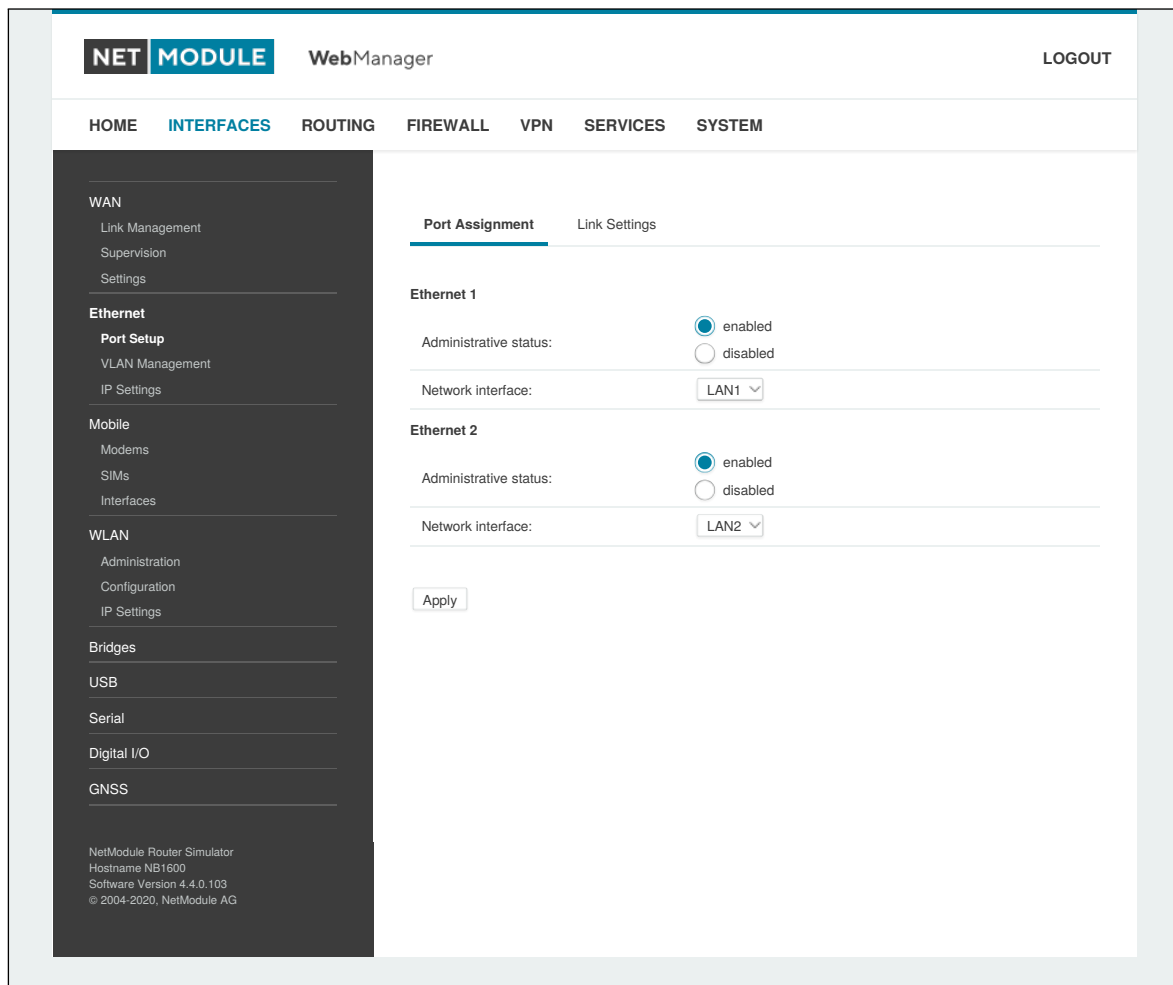 NET MODULE WebManager LOGOUT
HOME INTERFACES ROUTING FIREWALL VPN SERVICES SYSTEM
WAN
Link Management
Supervision
Settings
Ethernet
Port Setup
VLAN Management
IP Settings
Mobile
Modems
SIMs
Interfaces
WLAN
Administration
Configuration
IP Settings
Bridges
USB
Serial
Digital I/O
GNSS
NetModule Router Simulator
Hostname NB1600
Software Version 4.4.0.103
© 2004-2020, NetModule AG
Port Assignment Link Settings
Ethernet 1
Administrative status:
enabled
disabled
Network interface: LAN1
Ethernet 2
Administrative status:
enabled
disabled
Network interface: LAN2
Apply